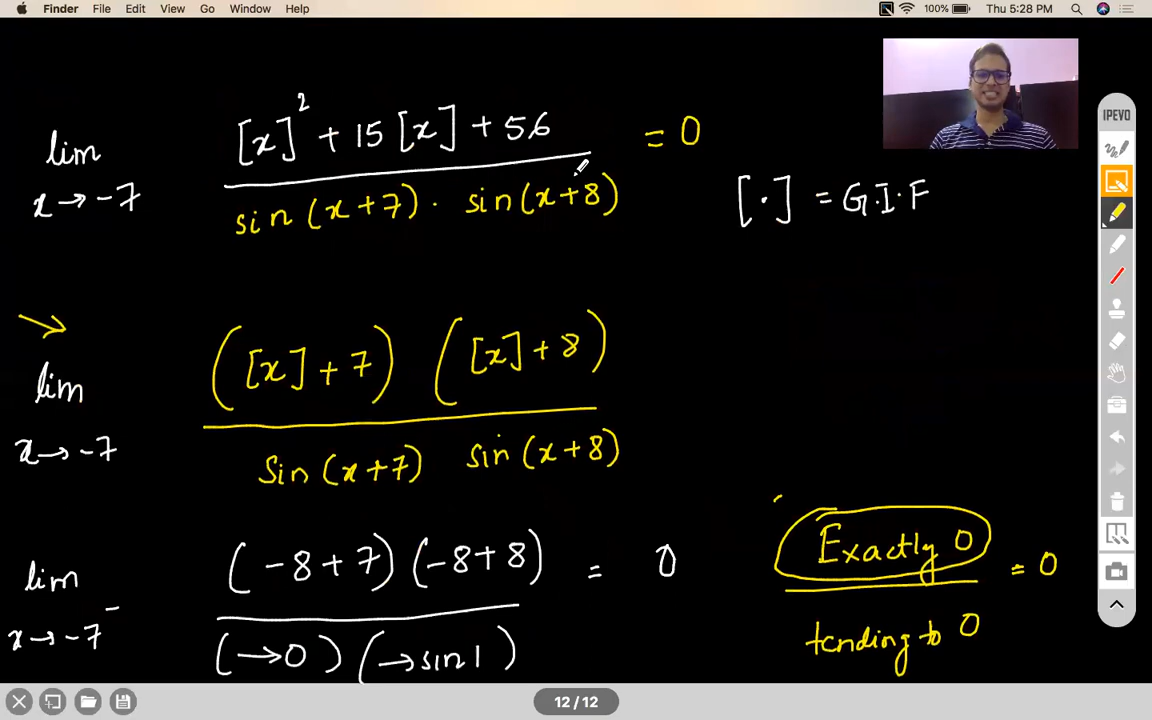 Finder File Edit View Go Window Help 100% Thu 5:28 PM
IPEVO
lim x→-7 [x]² + 15[x] + 56 / sin(x+7) · sin(x+8) = 0
[·] = G.I.F
lim x→-7 ([x] + 7) ([x] + 8) / Sin(x+7) sin(x+8)
lim x→-7⁻ (-8+7)(-8+8) / (→0)(→sin1) = 0
Exactly 0 / tending to 0 = 0
12/12